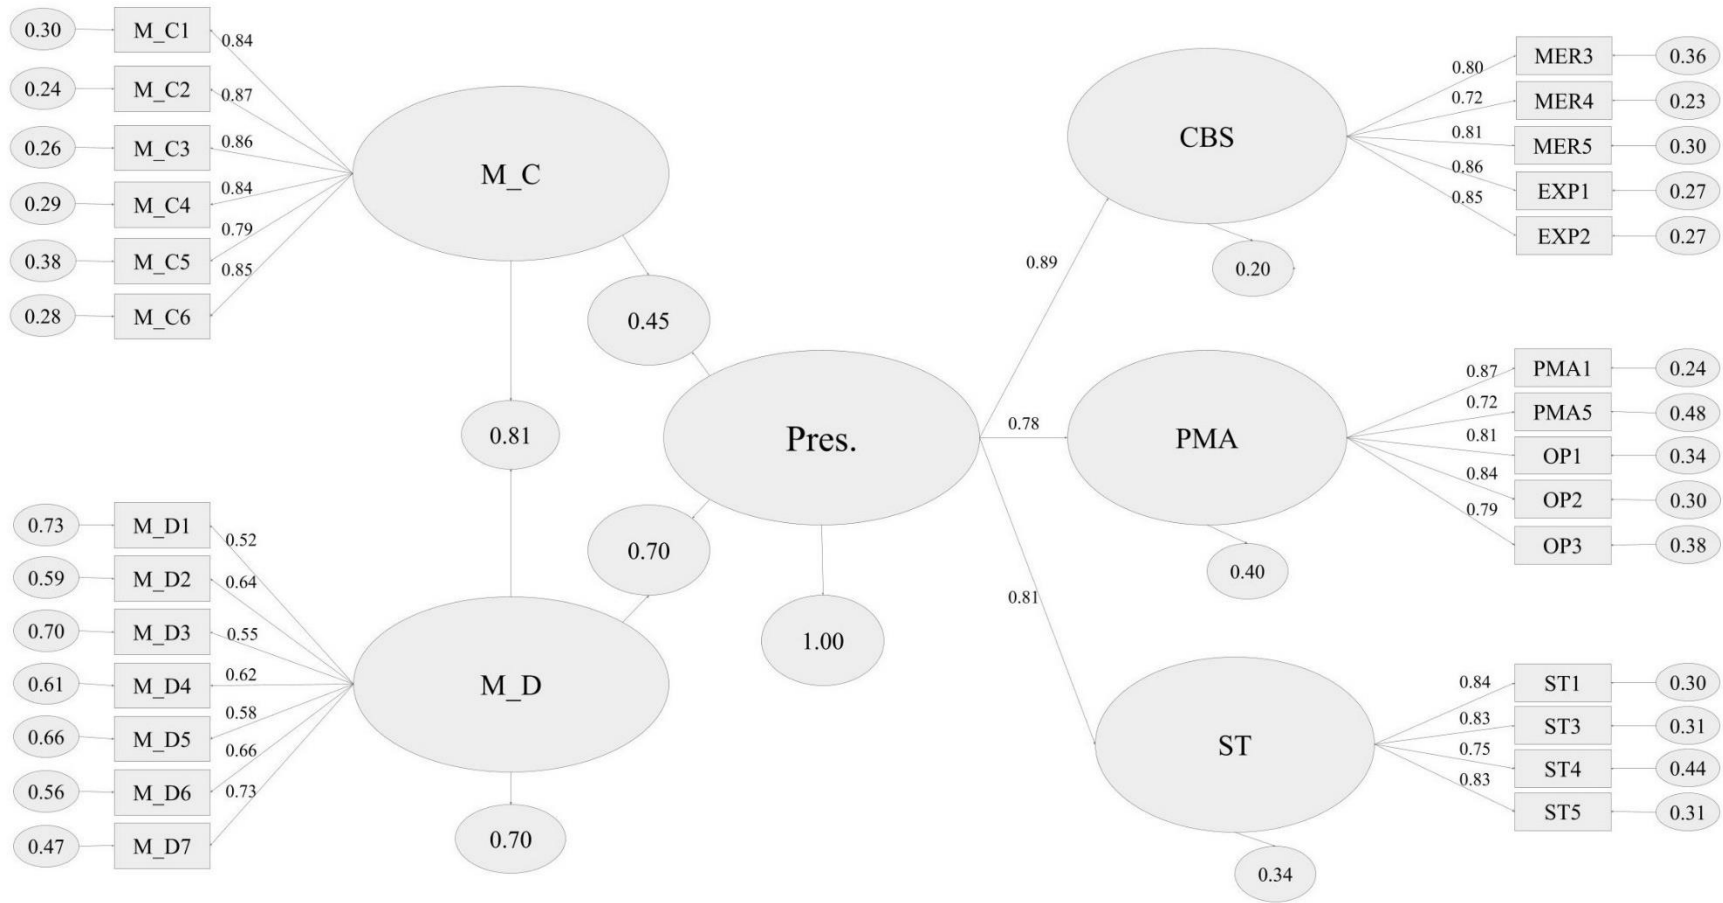 0.30 M_C1 0.84
0.24 M_C2 0.87
0.26 M_C3 0.86
0.29 M_C4 0.84
0.38 M_C5 0.79
0.28 M_C6 0.85
M_C
0.45
0.81
0.73 M_D1 0.52
0.59 M_D2 0.64
0.70 M_D3 0.55
0.61 M_D4 0.62
0.66 M_D5 0.58
0.56 M_D6 0.66
0.47 M_D7 0.73
M_D
0.70
0.70
Pres.
1.00
0.89
0.78
0.81
CBS
0.20
0.80 MER3 0.36
0.72 MER4 0.23
0.81 MER5 0.30
0.86 EXP1 0.27
0.85 EXP2 0.27
PMA
0.40
0.87 PMA1 0.24
0.72 PMA5 0.48
0.81 OP1 0.34
0.84 OP2 0.30
0.79 OP3 0.38
ST
0.34
0.84 ST1 0.30
0.83 ST3 0.31
0.75 ST4 0.44
0.83 ST5 0.31